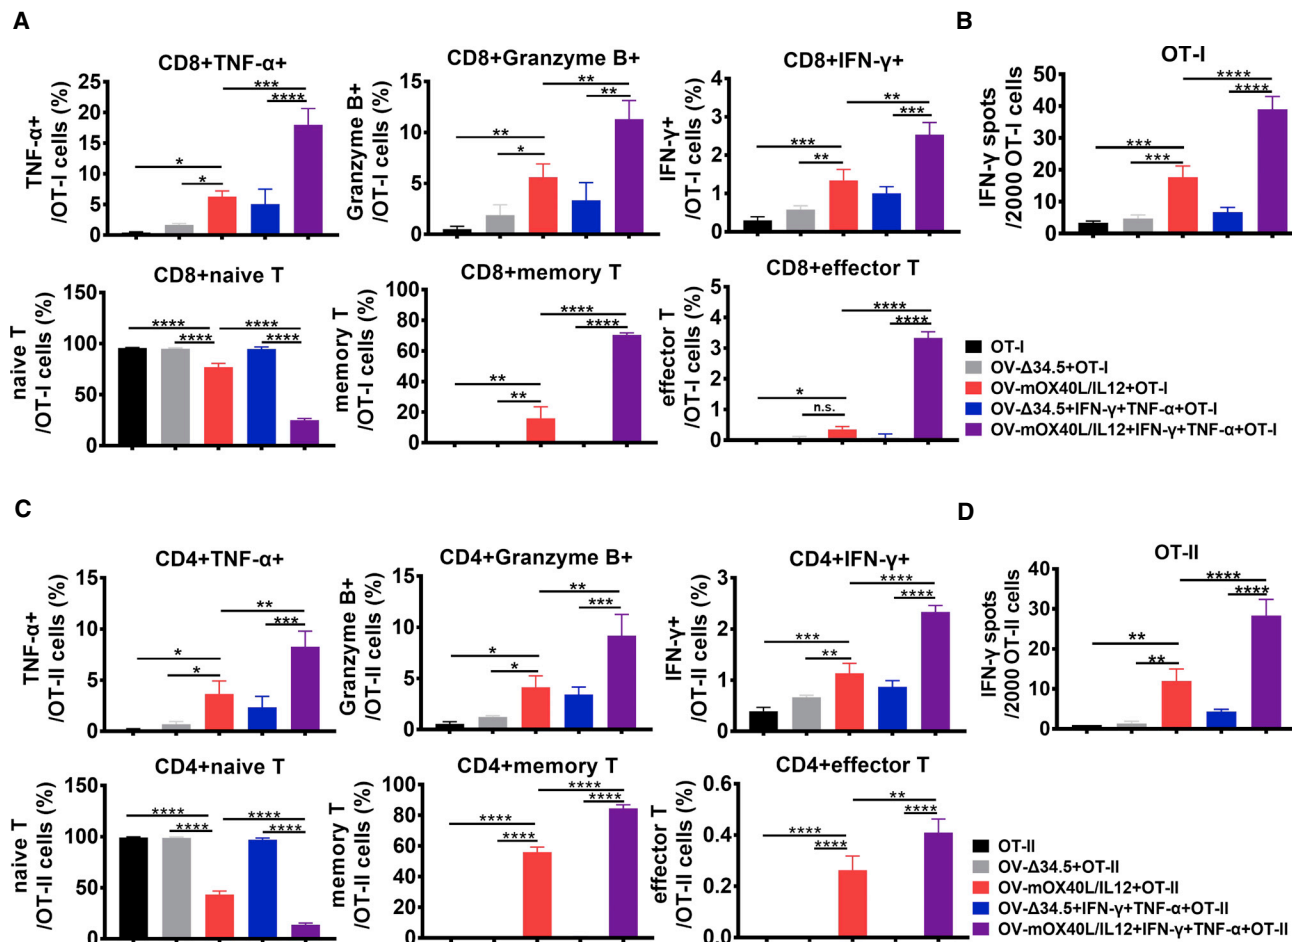 A
CD8+TNF-α+
TNF-α+
/OT-I cells (%)
25
20
15
10
5
0
*
*
***
****
CD8+Granzyme B+
Granzyme B+
/OT-I cells (%)
15
10
5
0
**
*
**
**
CD8+IFN-γ+
IFN-γ+
/OT-I cells (%)
4
3
2
1
0
***
**
**
***
B
OT-I
IFN-γ spots
/2000 OT-I cells
50
40
30
20
10
0
***
***
****
****
CD8+naive T
naive T
/OT-I cells (%)
150
100
50
0
****
****
****
****
CD8+memory T
memory T
/OT-I cells (%)
100
80
60
40
20
0
**
**
****
****
CD8+effector T
effector T
/OT-I cells (%)
5
4
3
2
1
0
*
n.s.
****
****
OT-I
OV-Δ34.5+OT-I
OV-mOX40L/IL12+OT-I
OV-Δ34.5+IFN-γ+TNF-α+OT-I
OV-mOX40L/IL12+IFN-γ+TNF-α+OT-I
C
CD4+TNF-α+
TNF-α+
/OT-II cells (%)
15
10
5
0
*
*
**
***
CD4+Granzyme B+
Granzyme B+
/OT-II cells (%)
15
10
5
0
*
*
**
***
CD4+IFN-γ+
IFN-γ+
/OT-II cells (%)
3
2
1
0
***
**
****
****
D
OT-II
IFN-γ spots
/2000 OT-II cells
40
30
20
10
0
**
**
****
****
CD4+naive T
naive T
/OT-II cells (%)
150
100
50
0
****
****
****
****
CD4+memory T
memory T
/OT-II cells (%)
100
80
60
40
20
0
****
****
****
****
CD4+effector T
effector T
/OT-II cells (%)
0.6
0.4
0.2
0.0
****
****
**
****
OT-II
OV-Δ34.5+OT-II
OV-mOX40L/IL12+OT-II
OV-Δ34.5+IFN-γ+TNF-α+OT-II
OV-mOX40L/IL12+IFN-γ+TNF-α+OT-II